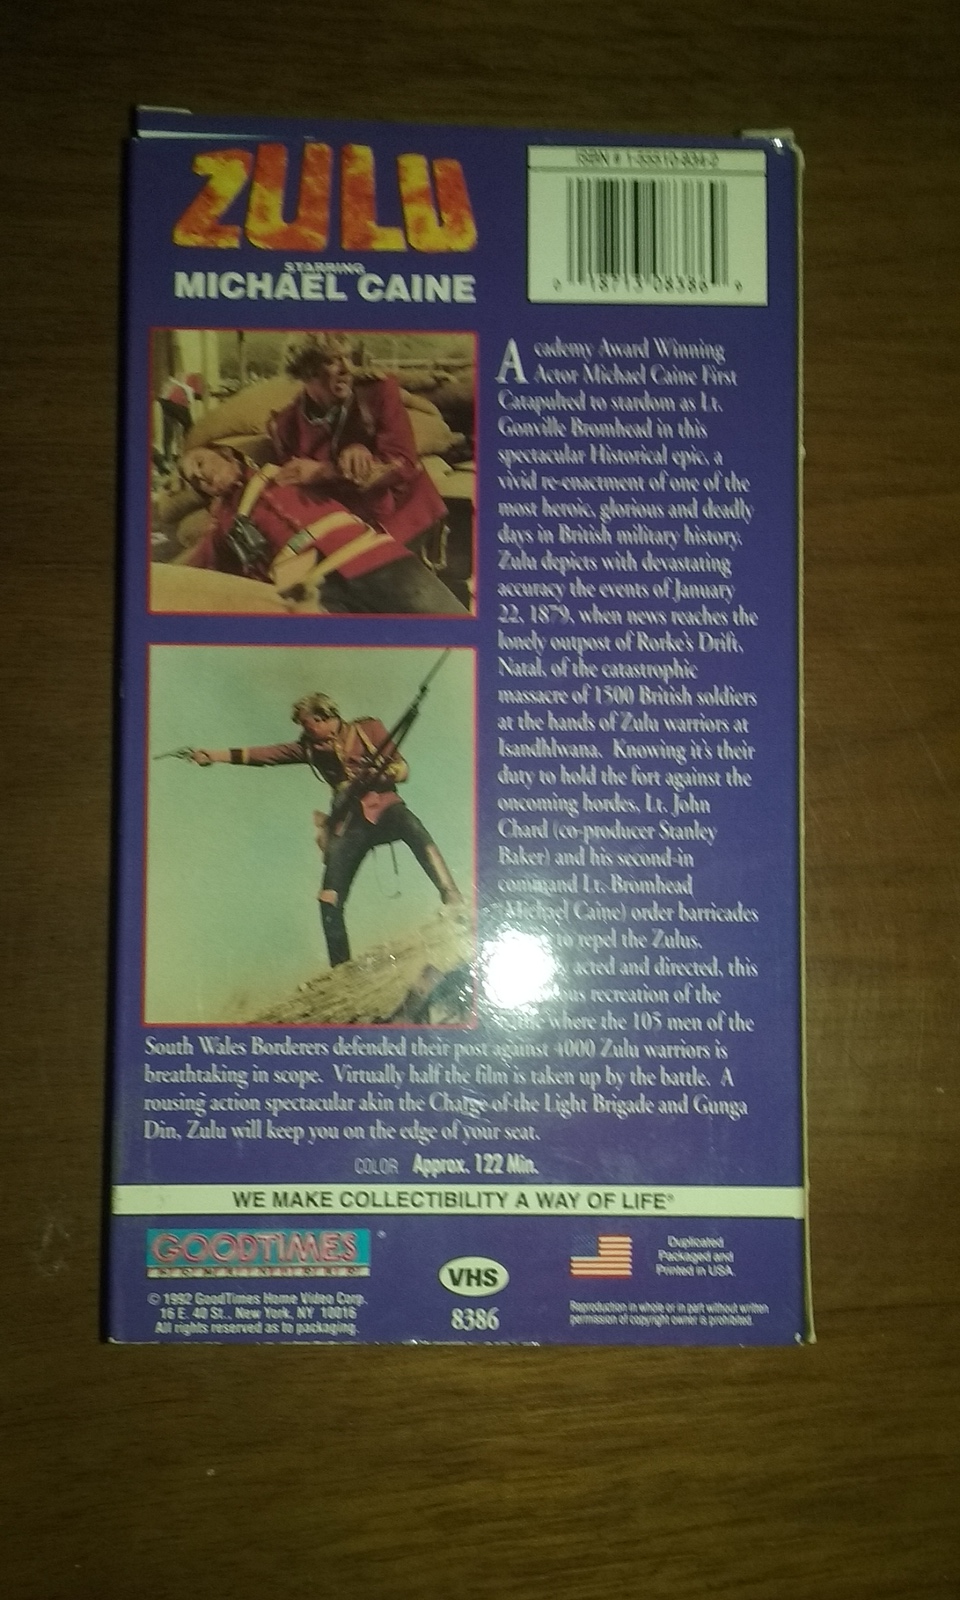 ZULU
STARRING
MICHAEL CAINE
ISBN # 1-55510-834-2
0 18713 08386 9
Academy Award Winning
Actor Michael Caine First
Catapulted to stardom as Lt.
Gonville Bromhead in this
spectacular Historical epic, a
vivid re-enactment of one of the
most heroic, glorious and deadly
days in British military history.
Zulu depicts with devastating
accuracy the events of January
22, 1879, when news reaches the
lonely outpost of Rorke's Drift,
Natal, of the catastrophic
massacre of 1500 British soldiers
at the hands of Zulu warriors at
Isandhlwana. Knowing it's their
duty to hold the fort against the
oncoming hordes, Lt. John
Chard (co-producer Stanley
Baker) and his second-in
command Lt. Bromhead
(Michael Caine) order barricades
to repel the Zulus.
acted and directed, this
recreation of the
where the 105 men of the
South Wales Borderers defended their post against 4000 Zulu warriors is
breathtaking in scope. Virtually half the film is taken up by the battle. A
rousing action spectacular akin the Charge-of-the Light Brigade and Gunga
Din, Zulu will keep you on the edge of your seat.
COLOR Approx. 122 Min.
WE MAKE COLLECTIBILITY A WAY OF LIFE®
GOODTIMES
HOME VIDEO
© 1992 GoodTimes Home Video Corp.
16 E. 40 St., New York, NY 10016
All rights reserved as to packaging.
VHS
8386
Duplicated
Packaged and
Printed in USA.
Reproduction in whole or in part without written
permission of copyright owner is prohibited.